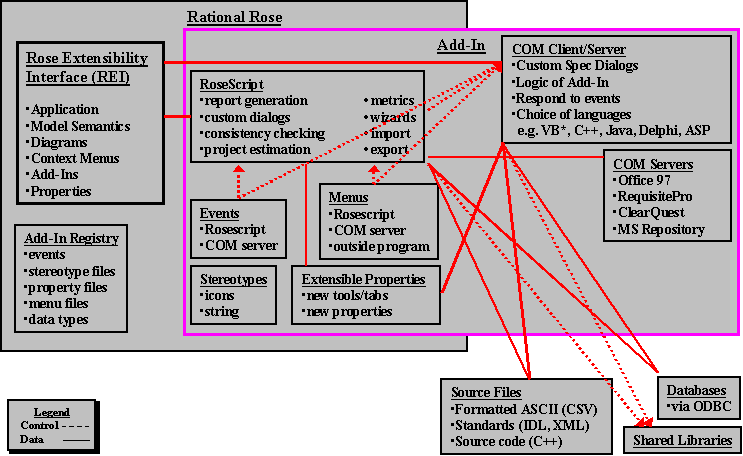 Rational Rose
Add-In
Rose Extensibility
Interface (REI)
•Application
•Model Semantics
•Diagrams
•Context Menus
•Add-Ins
•Properties
RoseScript
•report generation
•custom dialogs
•consistency checking
•project estimation
•metrics
•wizards
•import
•export
COM Client/Server
•Custom Spec Dialogs
•Logic of Add-In
•Respond to events
•Choice of languages
e.g. VB*, C++, Java, Delphi, ASP
COM Servers
•Office 97
•RequisitePro
•ClearQuest
•MS Repository
Events
•Rosescript
•COM server
Menus
•Rosescript
•COM server
•outside program
Add-In Registry
•events
•stereotype files
•property files
•menu files
•data types
Stereotypes
•icons
•string
Extensible Properties
•new tools/tabs
•new properties
Source Files
•Formatted ASCII (CSV)
•Standards (IDL, XML)
•Source code (C++)
Databases
•via ODBC
Shared Libraries
Legend
Control
Data